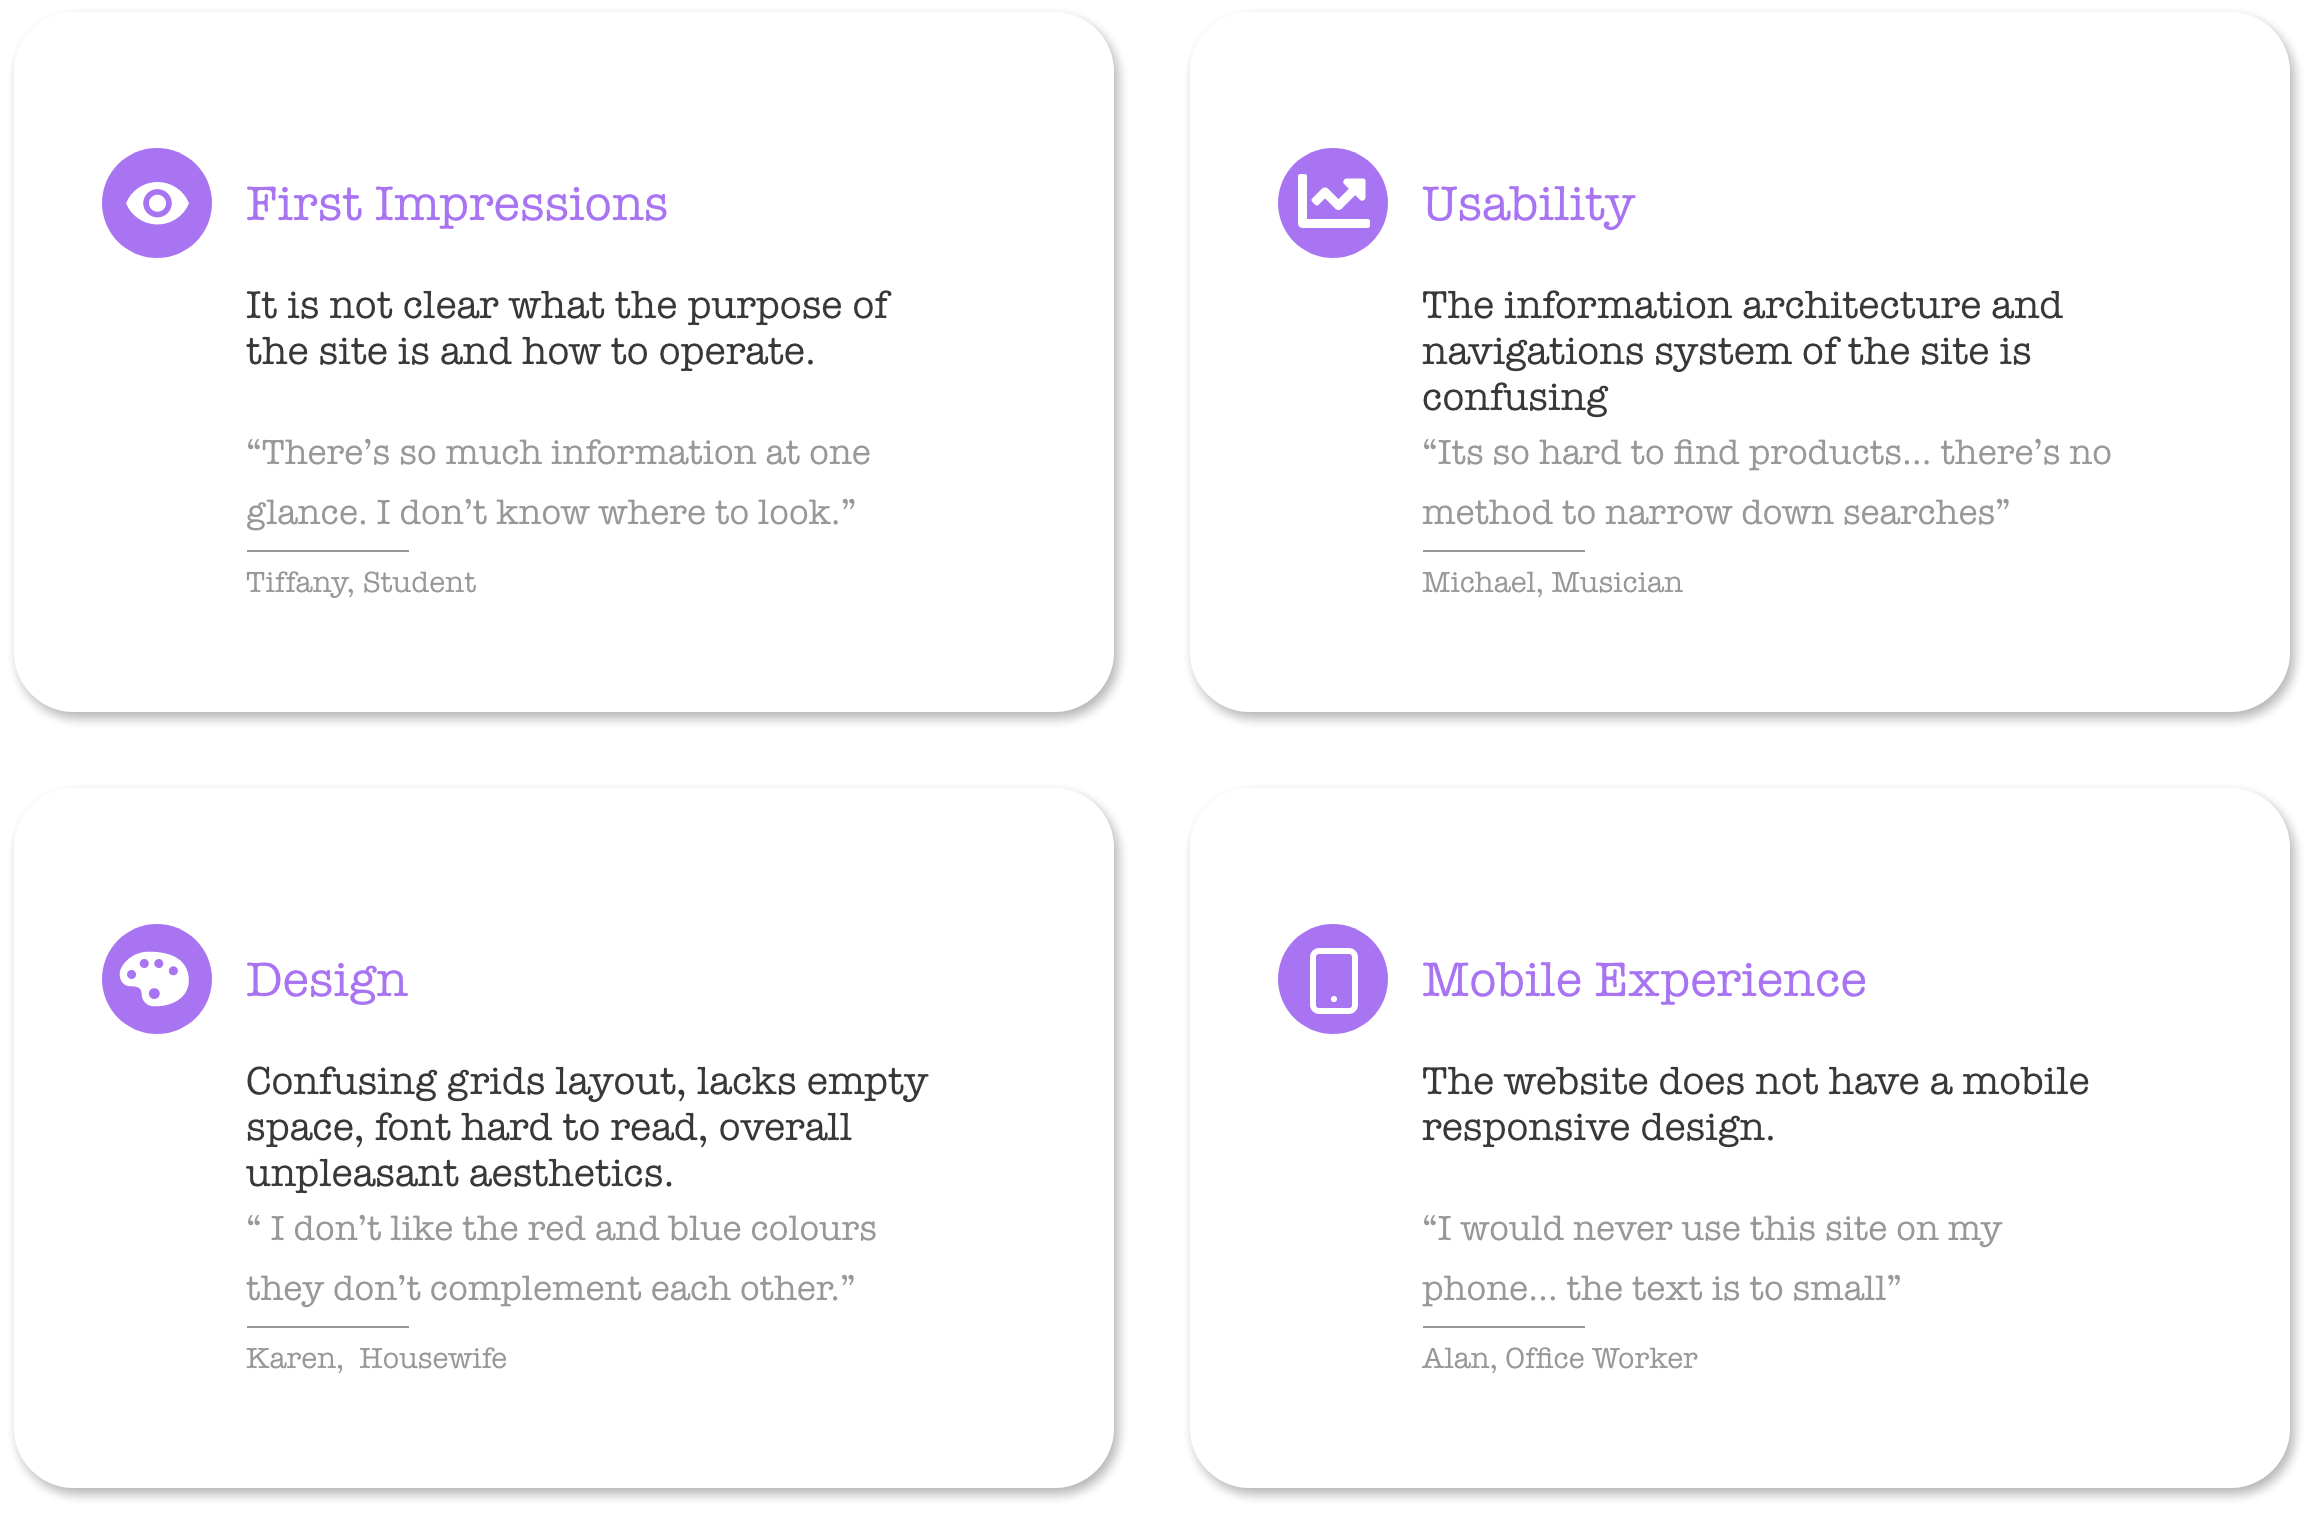 First Impressions
It is not clear what the purpose of
the site is and how to operate.
“There’s so much information at one
glance. I don’t know where to look.”
Tiffany, Student
Usability
The information architecture and
navigations system of the site is
confusing
“Its so hard to find products... there’s no
method to narrow down searches”
Michael, Musician
Design
Confusing grids layout, lacks empty
space, font hard to read, overall
unpleasant aesthetics.
“ I don’t like the red and blue colours
they don’t complement each other.”
Karen,  Housewife
Mobile Experience
The website does not have a mobile
responsive design.
“I would never use this site on my
phone... the text is to small”
Alan, Office Worker